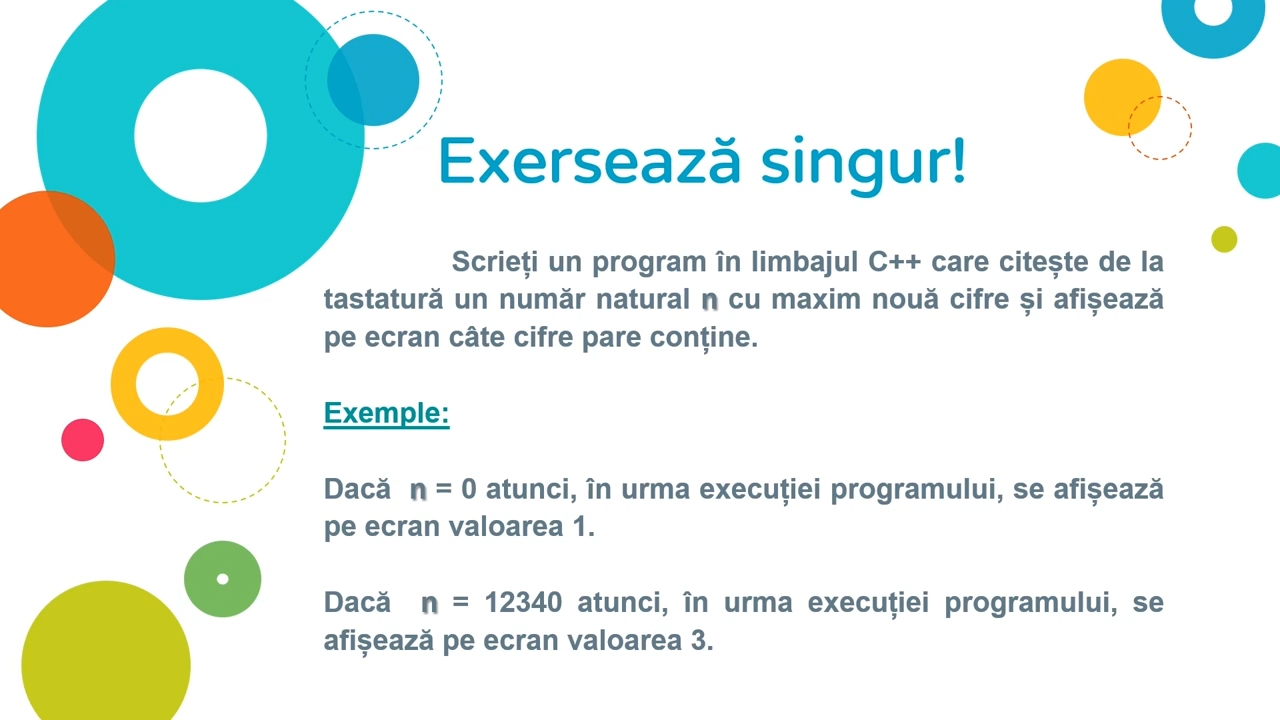 Exersează singur!
Scrieți un program în limbajul C++ care citește de la
tastatură un număr natural n cu maxim nouă cifre și afișează
pe ecran câte cifre pare conține.
Exemple:
Dacă n = 0 atunci, în urma execuției programului, se afișează
pe ecran valoarea 1.
Dacă n = 12340 atunci, în urma execuției programului, se
afișează pe ecran valoarea 3.